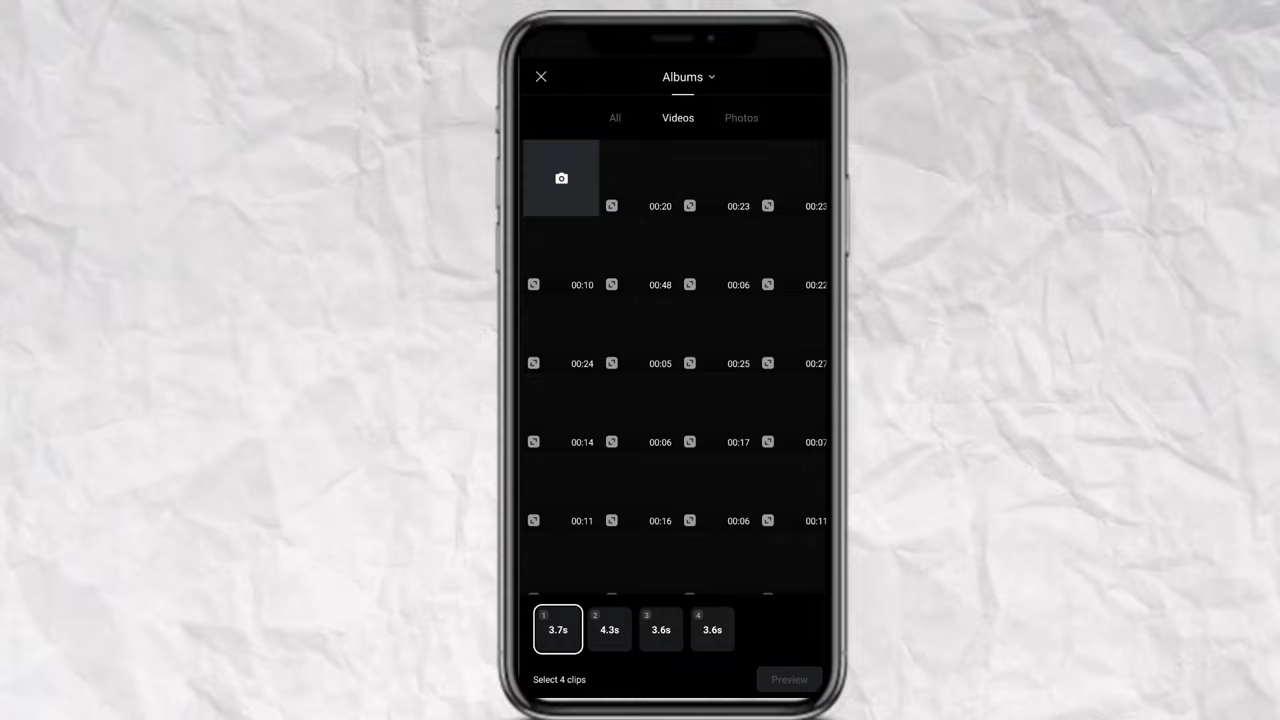 Albums
All Videos Photos
00:20 00:23 00:23
00:10 00:48 00:06 00:22
00:24 00:05 00:25 00:27
00:14 00:06 00:17 00:07
00:11 00:16 00:06 00:11
1 2 3 4
3.7s 4.3s 3.6s 3.6s
Select 4 clips Preview